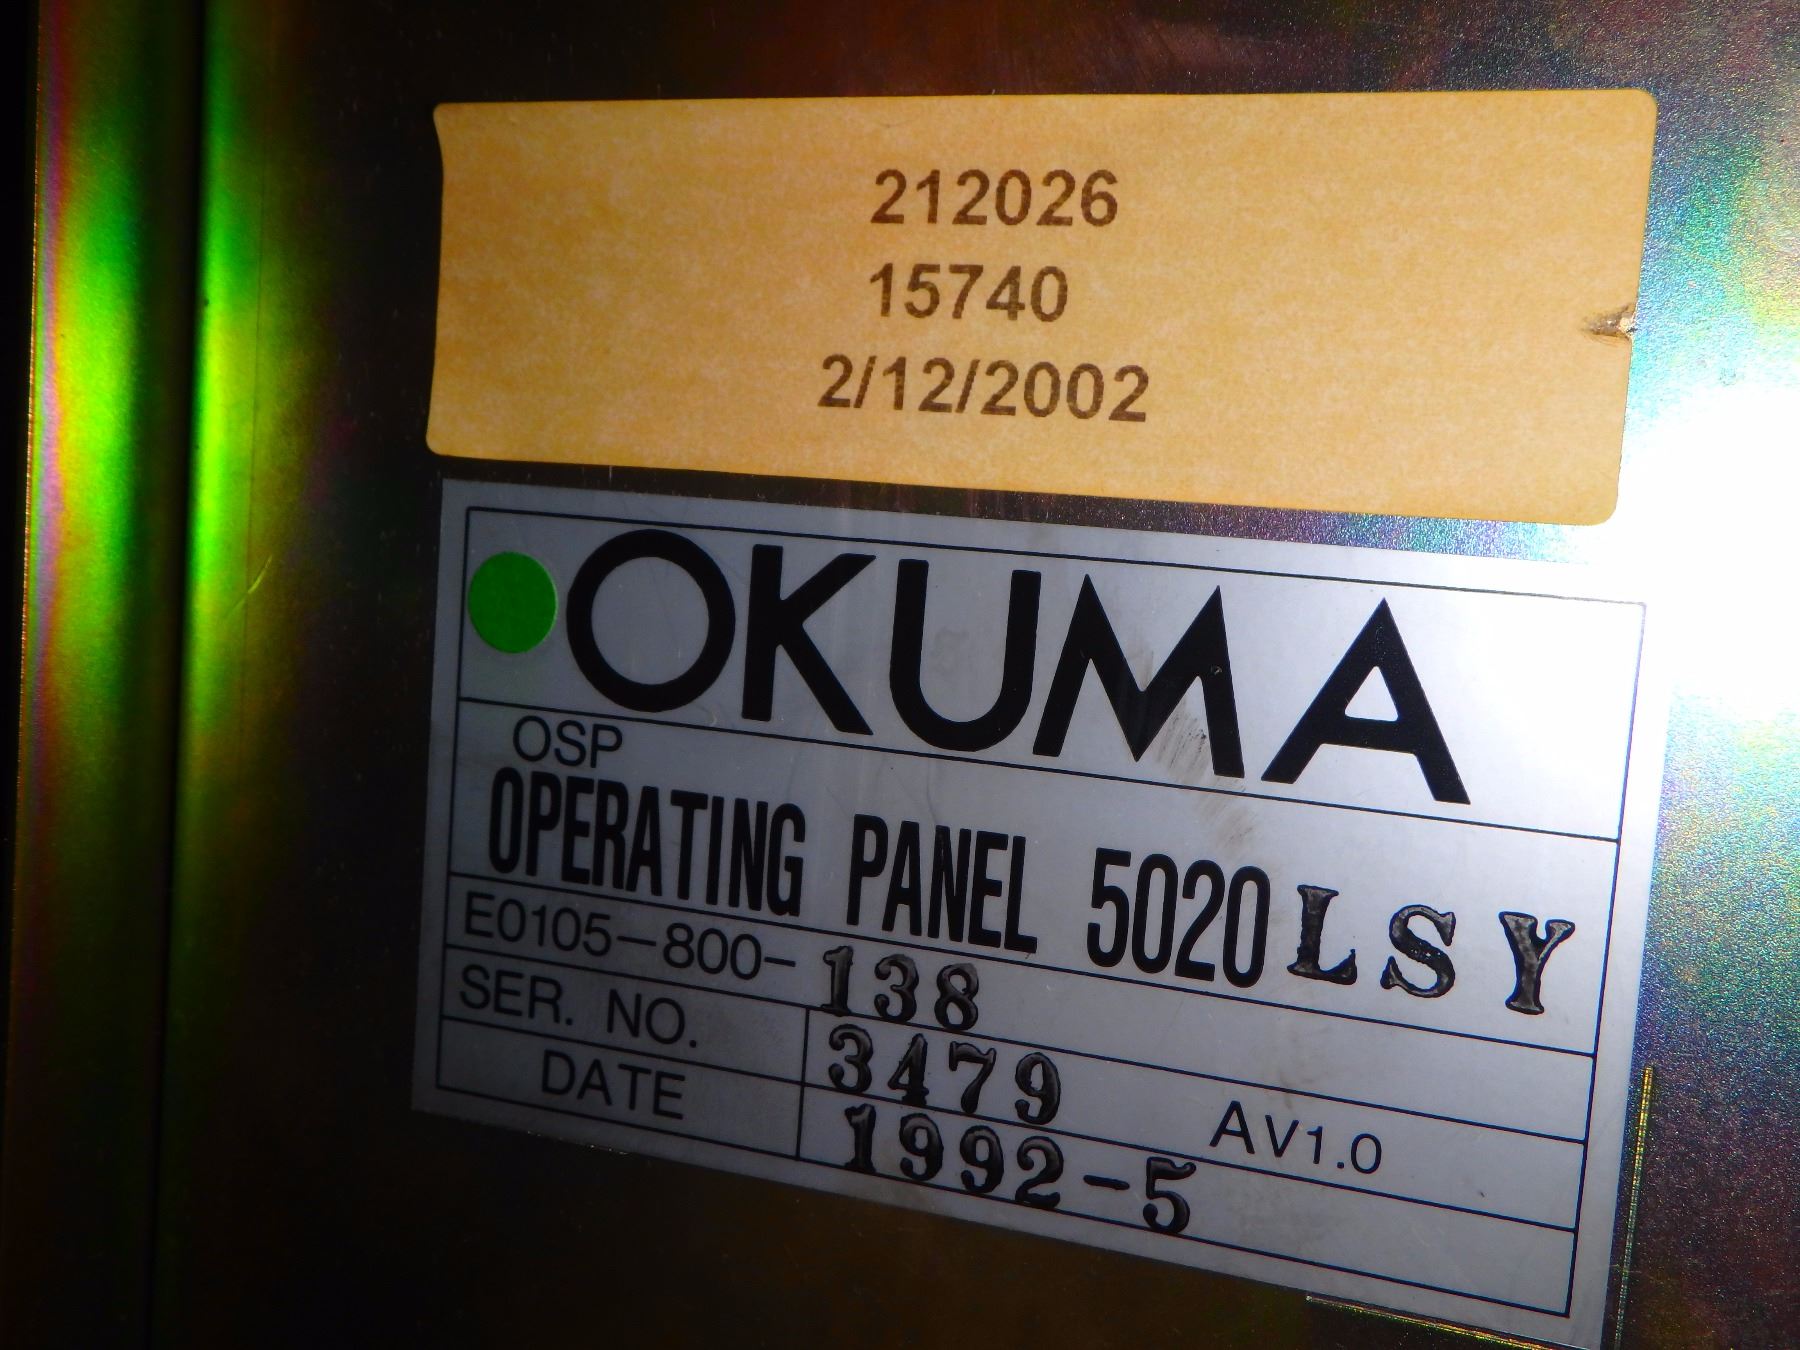 212026
15740
2/12/2002
OKUMA
OSP
OPERATING PANEL 5020 LSY
E0105-800-138
SER. NO. 3479
AV1.0
DATE 1992-5